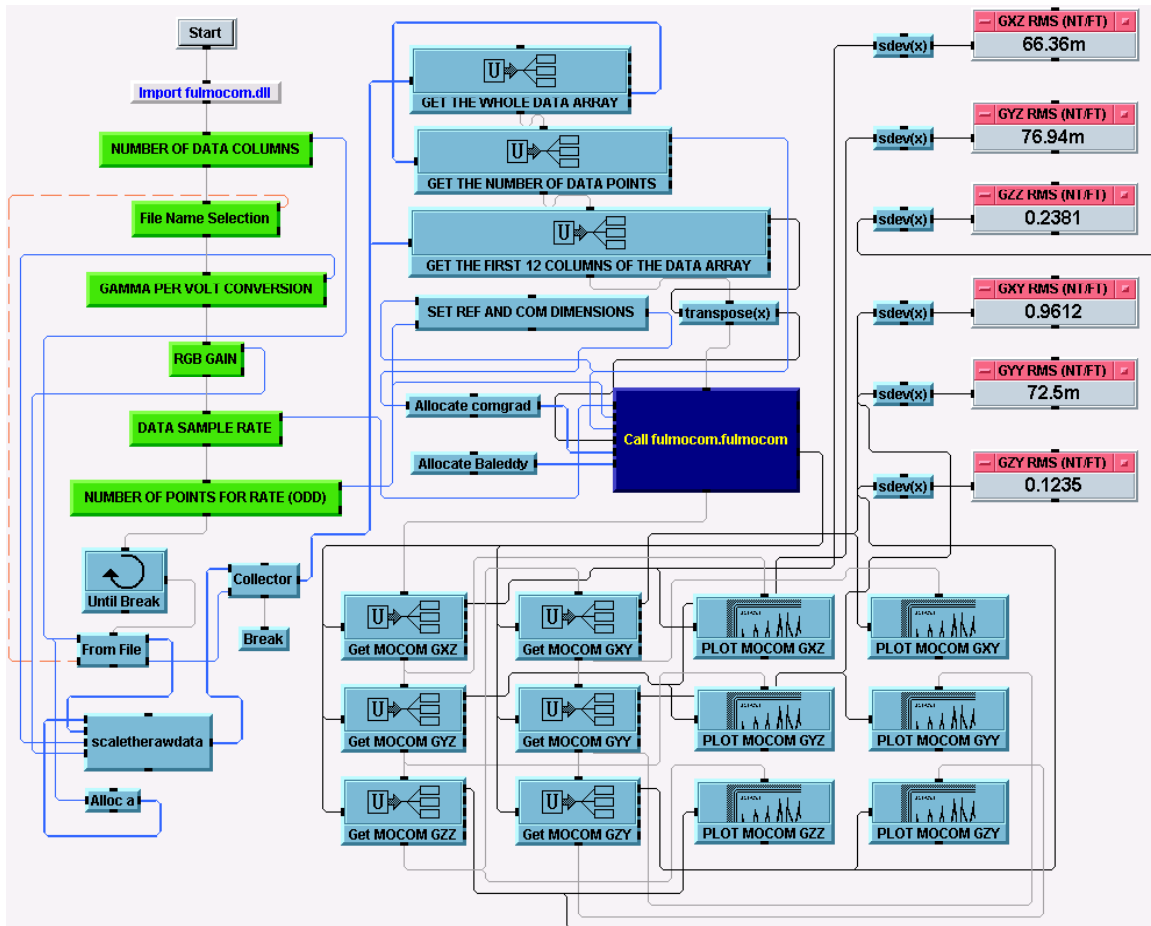 Start
Import fulmocom.dll
NUMBER OF DATA COLUMNS
File Name Selection
GAMMA PER VOLT CONVERSION
RGB GAIN
DATA SAMPLE RATE
NUMBER OF POINTS FOR RATE (ODD)
Until Break
From File
Collector
Break
scaletherawdata
Alloc a
U
GET THE WHOLE DATA ARRAY
U
GET THE NUMBER OF DATA POINTS
U
GET THE FIRST 12 COLUMNS OF THE DATA ARRAY
SET REF AND COM DIMENSIONS
transpose(x)
Allocate comgrad
Allocate Baleddy
Call fulmocom.fulmocom
sdev(x)
GXZ RMS (NT/FT)
66.36m
sdev(x)
GYZ RMS (NT/FT)
76.94m
sdev(x)
GZZ RMS (NT/FT)
0.2381
sdev(x)
GXY RMS (NT/FT)
0.9612
sdev(x)
GYY RMS (NT/FT)
72.5m
sdev(x)
GZY RMS (NT/FT)
0.1235
U
Get MOCOM GXZ
U
Get MOCOM GXY
PLOT MOCOM GXZ
PLOT MOCOM GXY
U
Get MOCOM GYZ
U
Get MOCOM GYY
PLOT MOCOM GYZ
PLOT MOCOM GYY
U
Get MOCOM GZZ
U
Get MOCOM GZY
PLOT MOCOM GZZ
PLOT MOCOM GZY